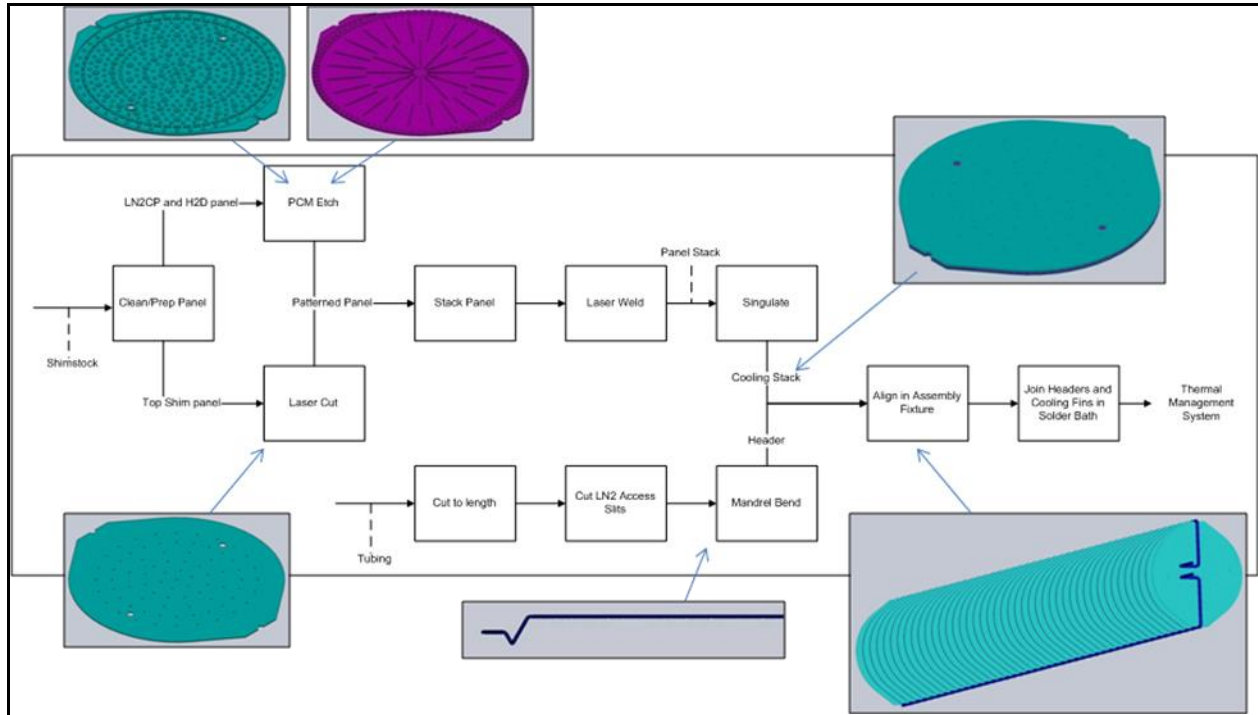 LN2CP and H2D panel
PCM Etch
Panel Stack
Clean/Prep Panel
Patterned Panel
Stack Panel
Laser Weld
Singulate
Shimstock
Top Shim panel
Laser Cut
Cooling Stack
Align in Assembly
Fixture
Join Headers and
Cooling Fins in
Solder Bath
Thermal
Management
System
Header
Cut to length
Cut LN2 Access
Slits
Mandrel Bend
Tubing